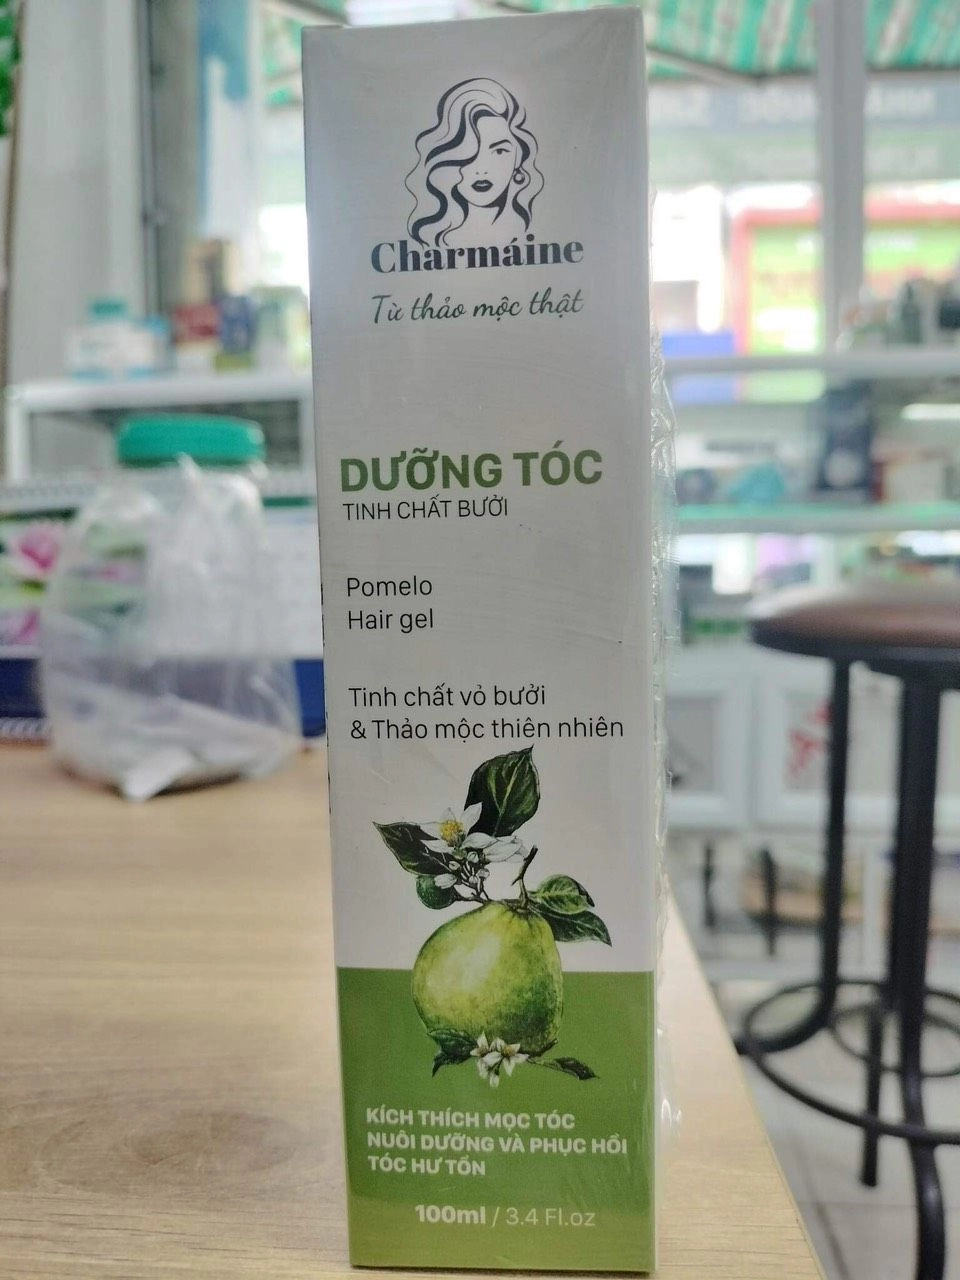 Charmáine
Từ thảo mộc thật
DƯỠNG TÓC
TINH CHẤT BƯỞI
Pomelo
Hair gel
Tinh chất vỏ bưởi
& Thảo mộc thiên nhiên
KÍCH THÍCH MỌC TÓC
NUÔI DƯỠNG VÀ PHỤC HỒI
TÓC HƯ TỔN
100ml / 3.4 Fl.oz